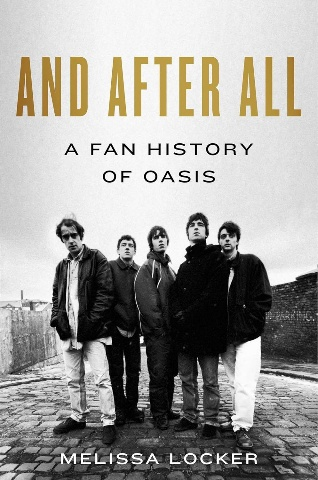 AND AFTER ALL
A FAN HISTORY
OF OASIS
MELISSA LOCKER